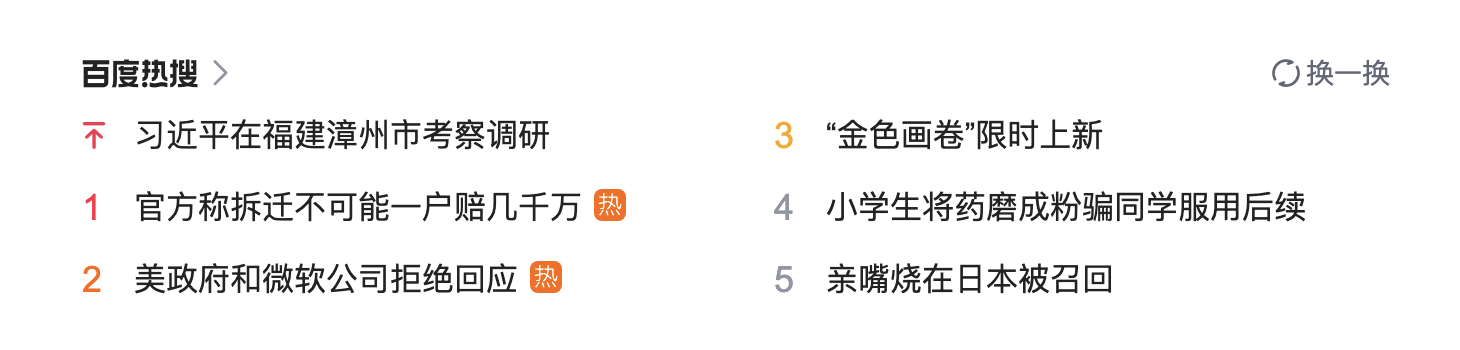 百度热搜
换一换
习近平在福建漳州市考察调研
1 官方称拆迁不可能一户赔几千万 热
2 美政府和微软公司拒绝回应 热
3 “金色画卷”限时上新
4 小学生将药磨成粉骗同学服用后续
5 亲嘴烧在日本被召回